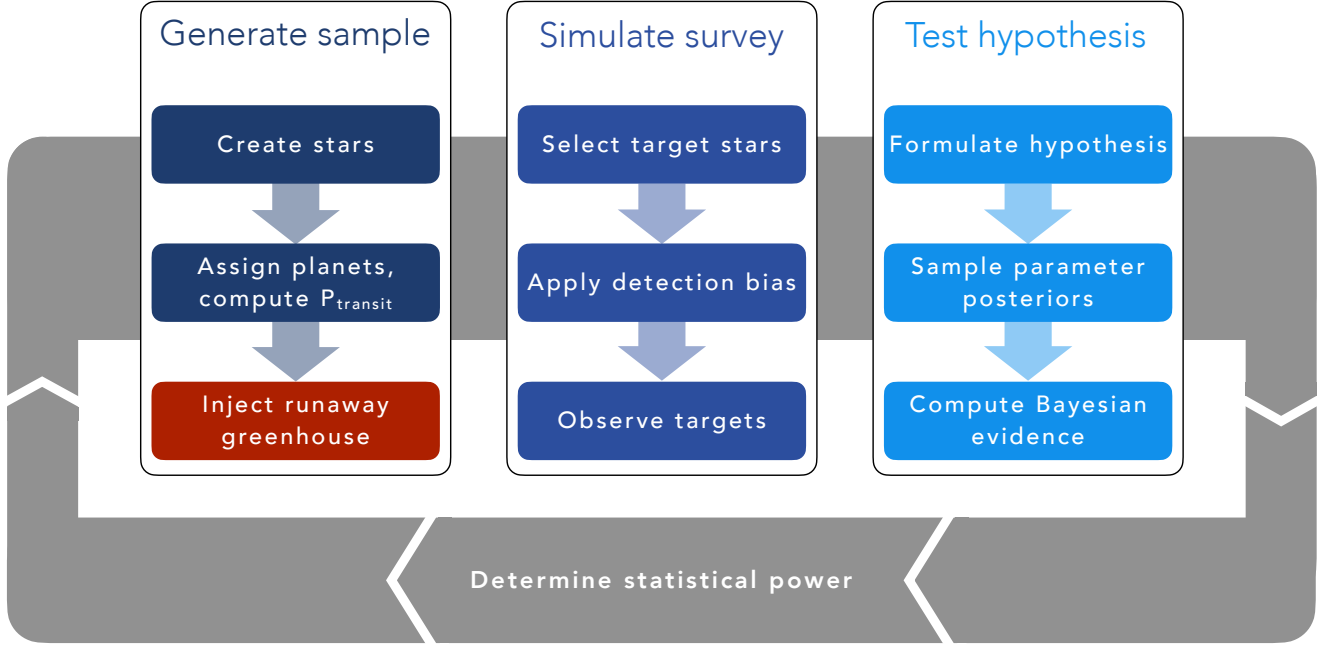 Generate sample
Create stars
Assign planets,
compute P_transit
Inject runaway
greenhouse
Simulate survey
Select target stars
Apply detection bias
Observe targets
Test hypothesis
Formulate hypothesis
Sample parameter
posteriors
Compute Bayesian
evidence
Determine statistical power